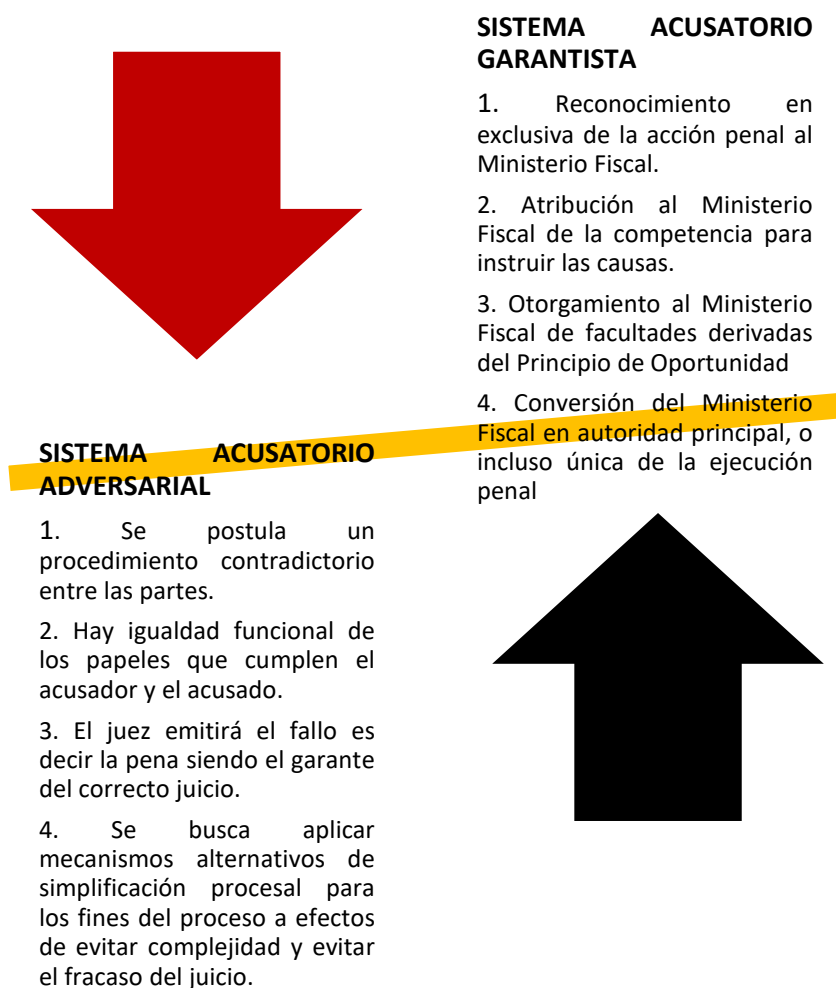 SISTEMA ACUSATORIO
GARANTISTA
1. Reconocimiento en
exclusiva de la acción penal al
Ministerio Fiscal.
2. Atribución al Ministerio
Fiscal de la competencia para
instruir las causas.
3. Otorgamiento al Ministerio
Fiscal de facultades derivadas
del Principio de Oportunidad
4. Conversión del Ministerio
Fiscal en autoridad principal, o
incluso única de la ejecución
penal
SISTEMA ACUSATORIO
ADVERSARIAL
1. Se postula un
procedimiento contradictorio
entre las partes.
2. Hay igualdad funcional de
los papeles que cumplen el
acusador y el acusado.
3. El juez emitirá el fallo es
decir la pena siendo el garante
del correcto juicio.
4. Se busca aplicar
mecanismos alternativos de
simplificación procesal para
los fines del proceso a efectos
de evitar complejidad y evitar
el fracaso del juicio.